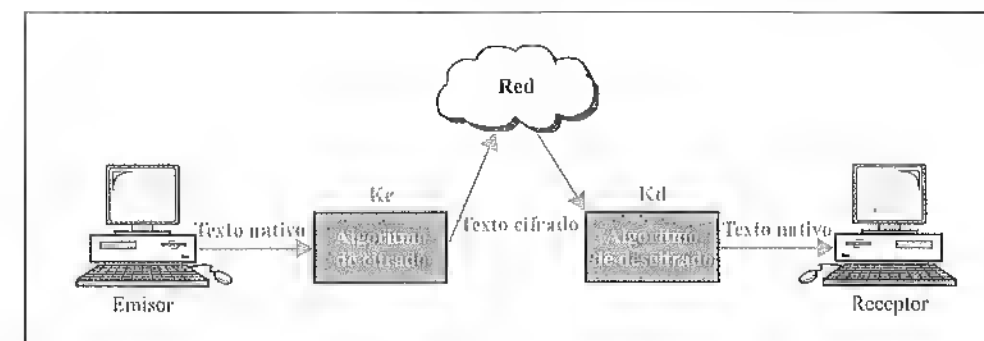 Red
Ke
Kd
Texto nativo
Algoritmo
de cifrado
Texto cifrado
Algoritmo
de descifrado
Texto nativo
Emisor
Receptor